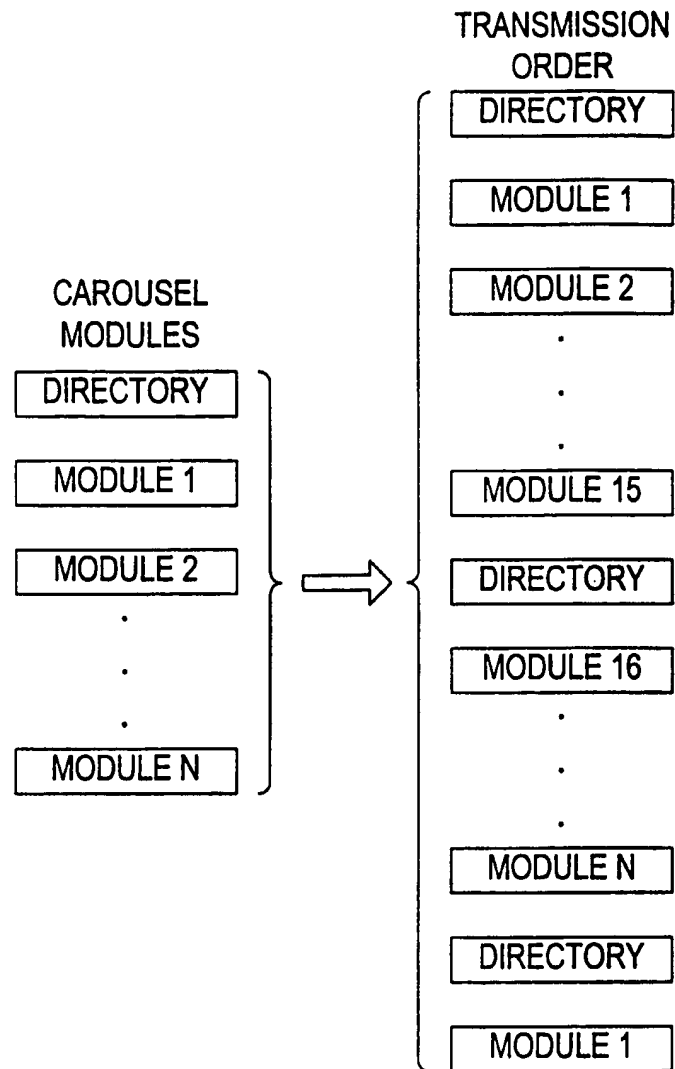 CAROUSEL
MODULES
DIRECTORY
MODULE 1
MODULE 2
MODULE N
TRANSMISSION
ORDER
DIRECTORY
MODULE 1
MODULE 2
MODULE 15
DIRECTORY
MODULE 16
MODULE N
DIRECTORY
MODULE 1